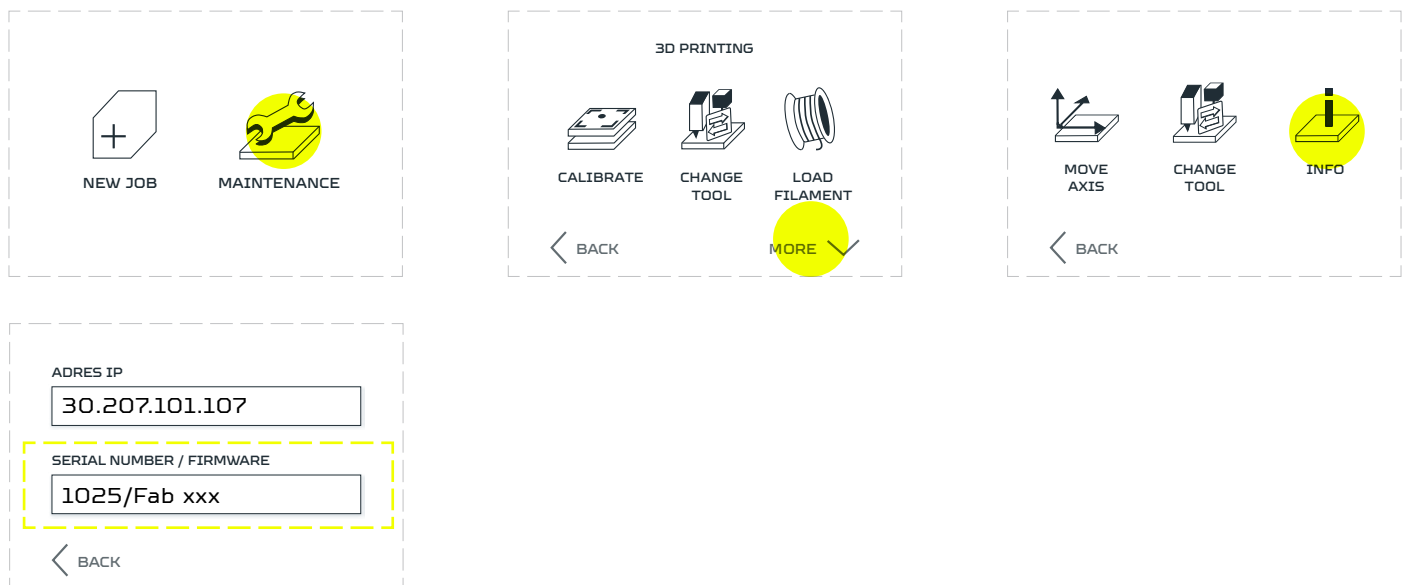 NEW JOB
MAINTENANCE
3D PRINTING
CALIBRATE
CHANGE
TOOL
LOAD
FILAMENT
BACK
MORE
MOVE
AXIS
CHANGE
TOOL
INFO
BACK
ADRES IP
30.207.101.107
SERIAL NUMBER / FIRMWARE
1025/Fab xxx
BACK